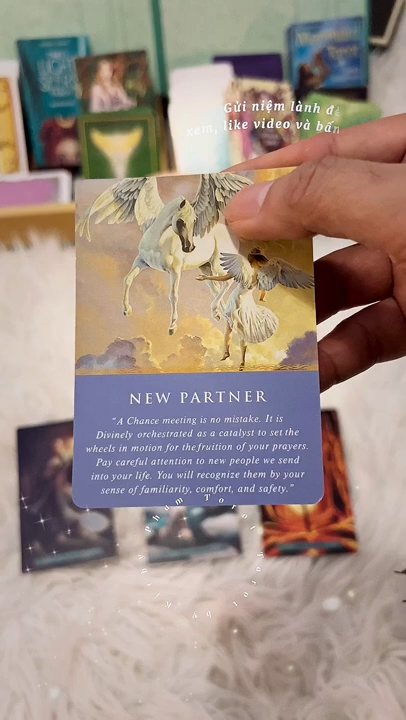 Gửi niệm lành để
xem, like video và bấn
NEW PARTNER
"A Chance meeting is no mistake. It is
Divinely orchestrated as a catalyst to set the
wheels in motion for the fruition of your prayers.
Pay careful attention to new people we send
into your life. You will recognize them by your
sense of familiarity, comfort, and safety."